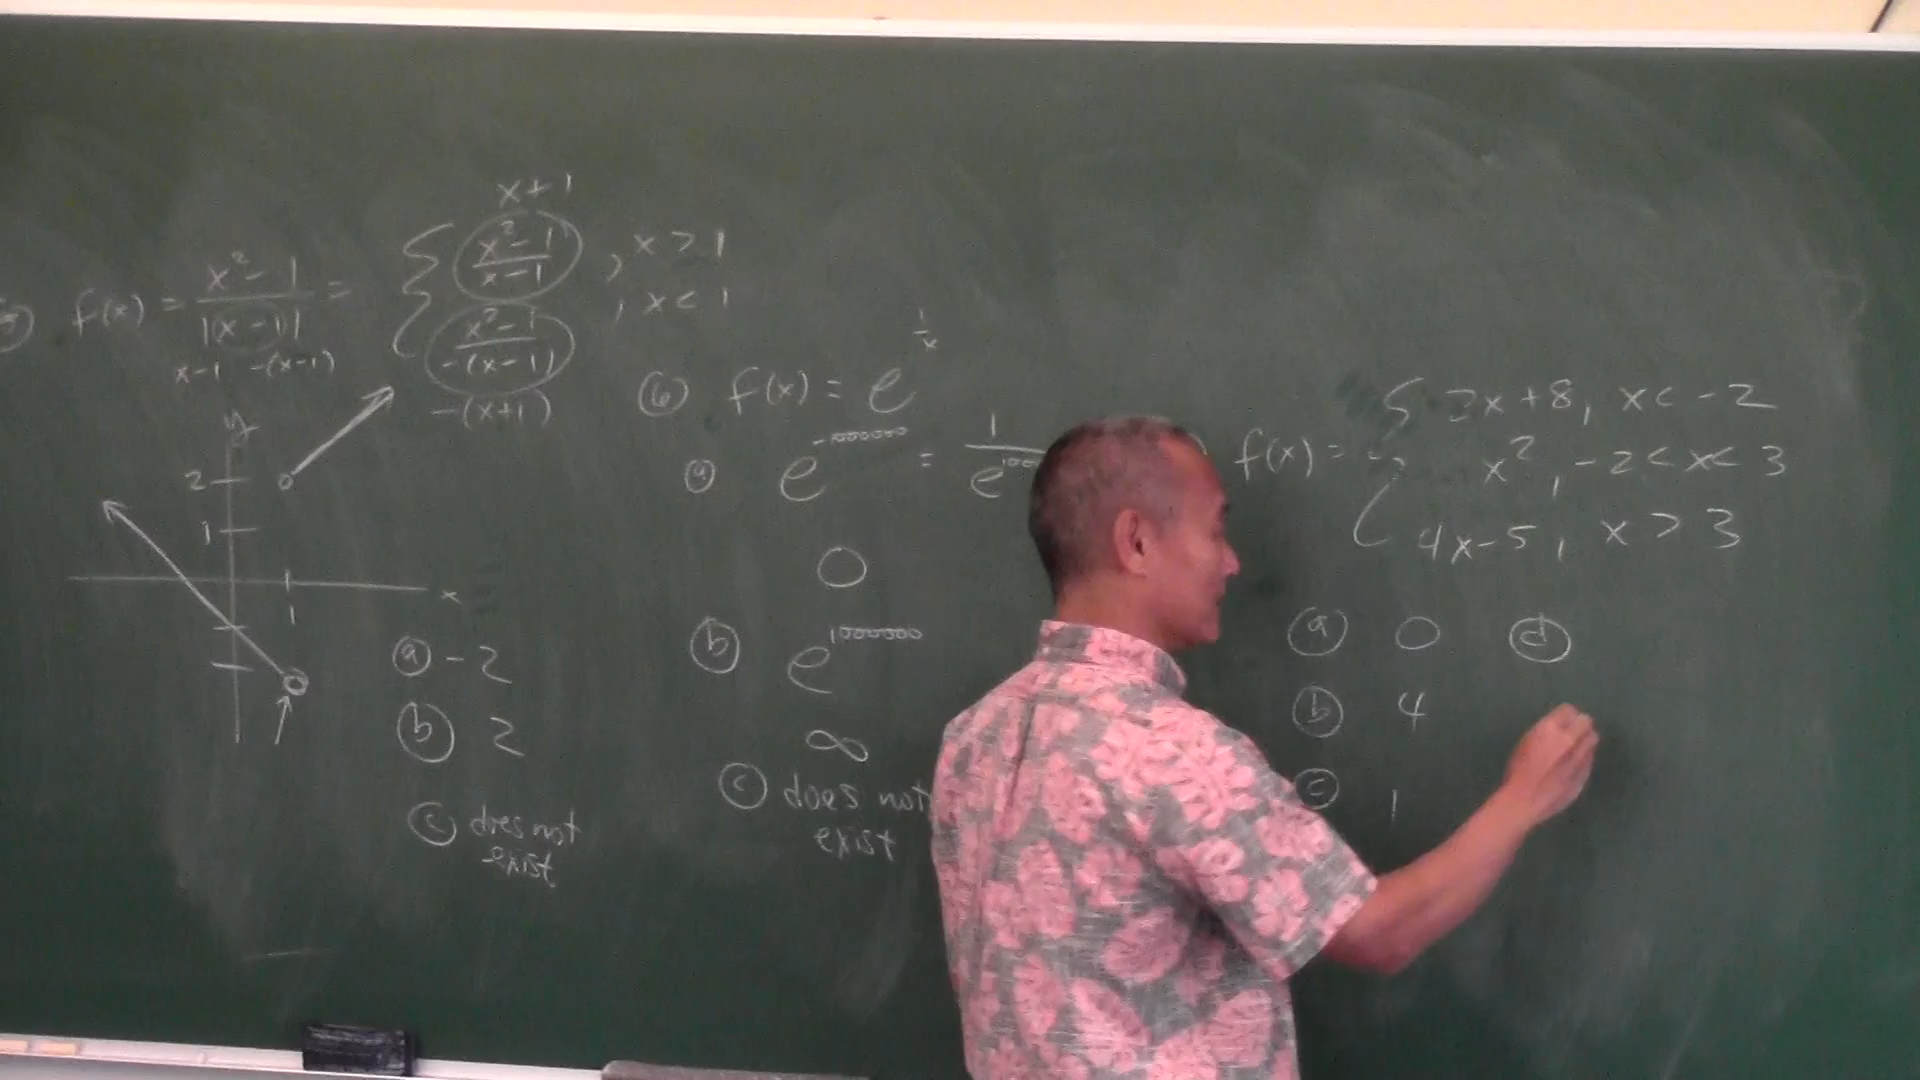 x+1
f(x) = x²-1 / |(x-1)| = { x²-1 / x-1 , x > 1
x²-1 / -(x-1) , x < 1
x-1 -(x-1)
-(x+1)
y
2
1
x
1
ⓐ -2
ⓑ 2
ⓒ does not
exist
⑥ f(x) = e^(1/x)
ⓐ e^(-1000000) = 1 / e^100
0
ⓑ e^1000000
∞
ⓒ does not
exist
f(x) = { x+8, x < -2
x², -2 < x < 3
4x-5, x > 3
ⓐ 0 ⓓ
ⓑ 4
ⓒ 1